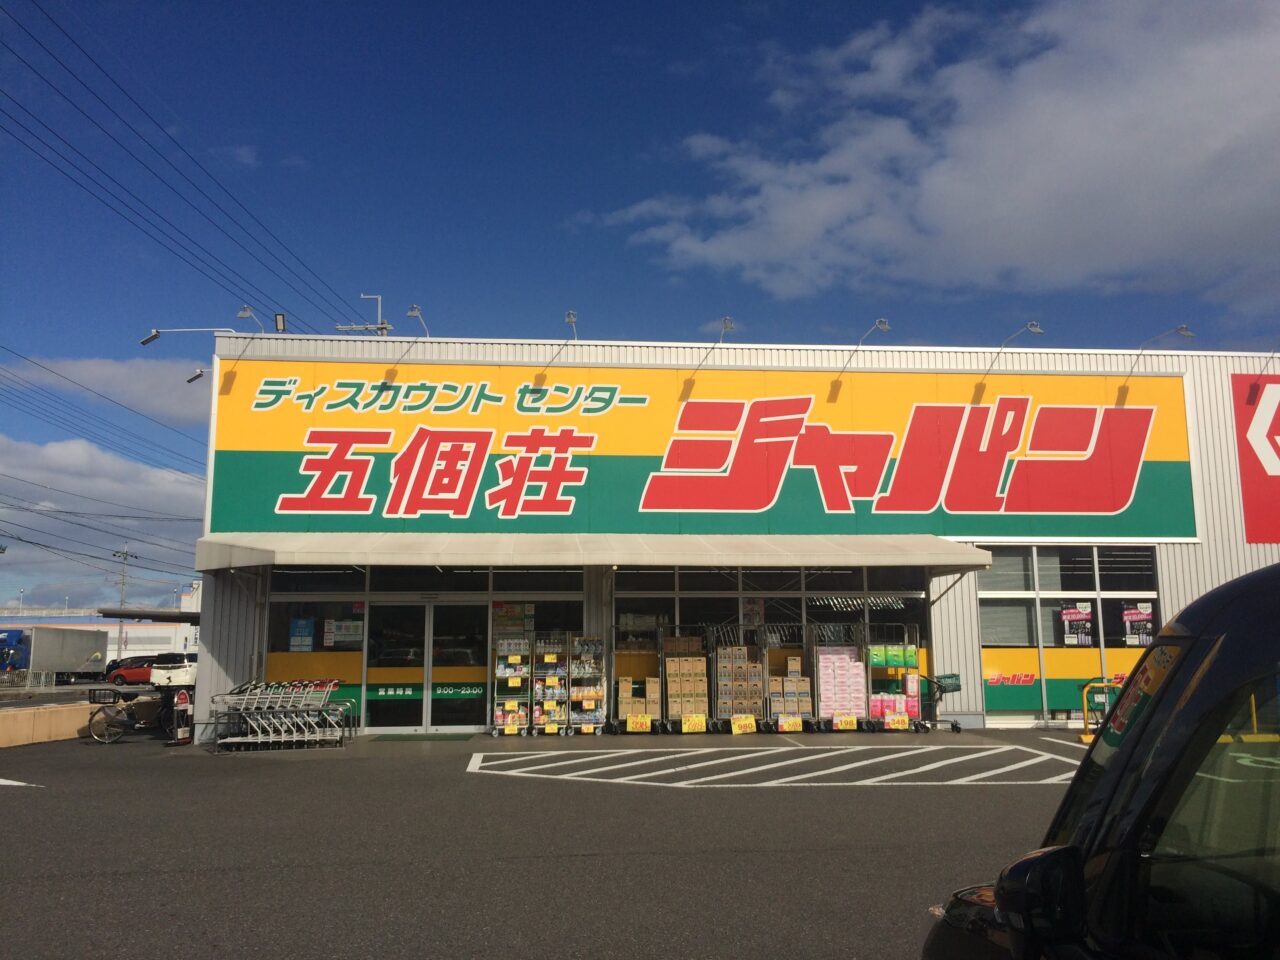 ディスカウント センター
五個荘 ジャパン
営業時間 9:00〜23:00
ジャパン
980
198
348